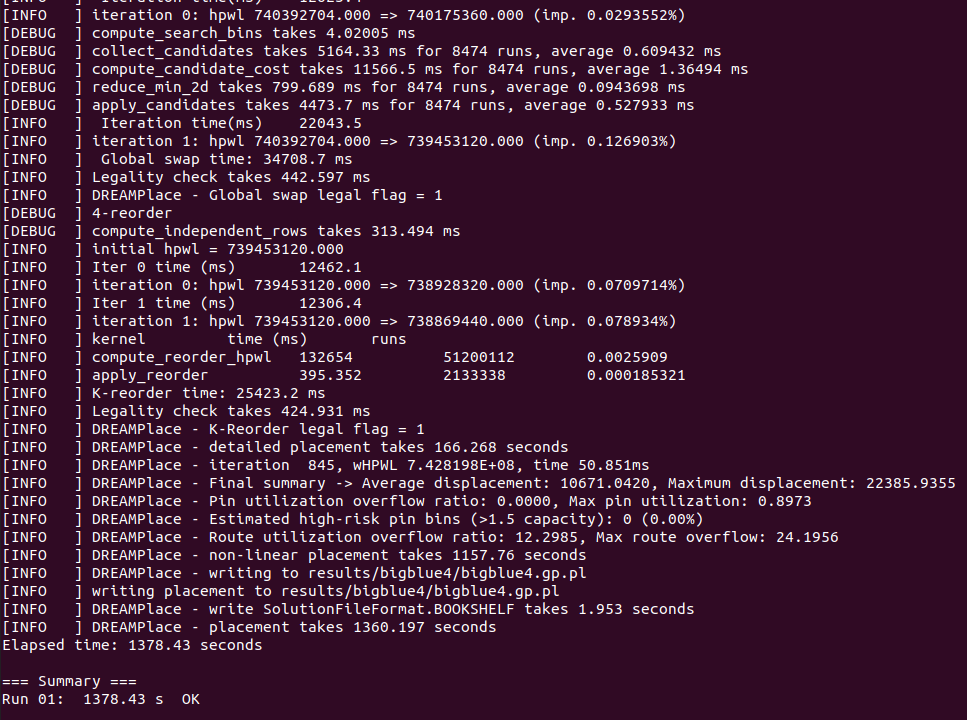 [INFO   ] iteration 0: hpwl 740392704.000 => 740175360.000 (imp. 0.0293552%)
[DEBUG  ] compute_search_bins takes 4.02005 ms
[DEBUG  ] collect_candidates takes 5164.33 ms for 8474 runs, average 0.609432 ms
[DEBUG  ] compute_candidate_cost takes 11566.5 ms for 8474 runs, average 1.36494 ms
[DEBUG  ] reduce_min_2d takes 799.689 ms for 8474 runs, average 0.0943698 ms
[DEBUG  ] apply_candidates takes 4473.7 ms for 8474 runs, average 0.527933 ms
[INFO   ]  Iteration time(ms)    22043.5
[INFO   ] iteration 1: hpwl 740392704.000 => 739453120.000 (imp. 0.126903%)
[INFO   ]  Global swap time: 34708.7 ms
[INFO   ] Legality check takes 442.597 ms
[INFO   ] DREAMPlace - Global swap legal flag = 1
[DEBUG  ] 4-reorder
[DEBUG  ] compute_independent_rows takes 313.494 ms
[INFO   ] initial hpwl = 739453120.000
[INFO   ] Iter 0 time (ms)       12462.1
[INFO   ] iteration 0: hpwl 739453120.000 => 738928320.000 (imp. 0.0709714%)
[INFO   ] Iter 1 time (ms)       12306.4
[INFO   ] iteration 1: hpwl 739453120.000 => 738869440.000 (imp. 0.078934%)
[INFO   ] kernel         time (ms)       runs
[INFO   ] compute_reorder_hpwl   132654          51200112        0.0025909
[INFO   ] apply_reorder          395.352         2133338         0.000185321
[INFO   ] K-reorder time: 25423.2 ms
[INFO   ] Legality check takes 424.931 ms
[INFO   ] DREAMPlace - K-Reorder legal flag = 1
[INFO   ] DREAMPlace - detailed placement takes 166.268 seconds
[INFO   ] DREAMPlace - iteration  845, wHPWL 7.428198E+08, time 50.851ms
[INFO   ] DREAMPlace - Final summary -> Average displacement: 10671.0420, Maximum displacement: 22385.9355
[INFO   ] DREAMPlace - Pin utilization overflow ratio: 0.0000, Max pin utilization: 0.8973
[INFO   ] DREAMPlace - Estimated high-risk pin bins (>1.5 capacity): 0 (0.00%)
[INFO   ] DREAMPlace - Route utilization overflow ratio: 12.2985, Max route overflow: 24.1956
[INFO   ] DREAMPlace - non-linear placement takes 1157.76 seconds
[INFO   ] DREAMPlace - writing to results/bigblue4/bigblue4.gp.pl
[INFO   ] writing placement to results/bigblue4/bigblue4.gp.pl
[INFO   ] DREAMPlace - write SolutionFileFormat.BOOKSHELF takes 1.953 seconds
[INFO   ] DREAMPlace - placement takes 1360.197 seconds
Elapsed time: 1378.43 seconds
=== Summary ===
Run 01:  1378.43 s  OK